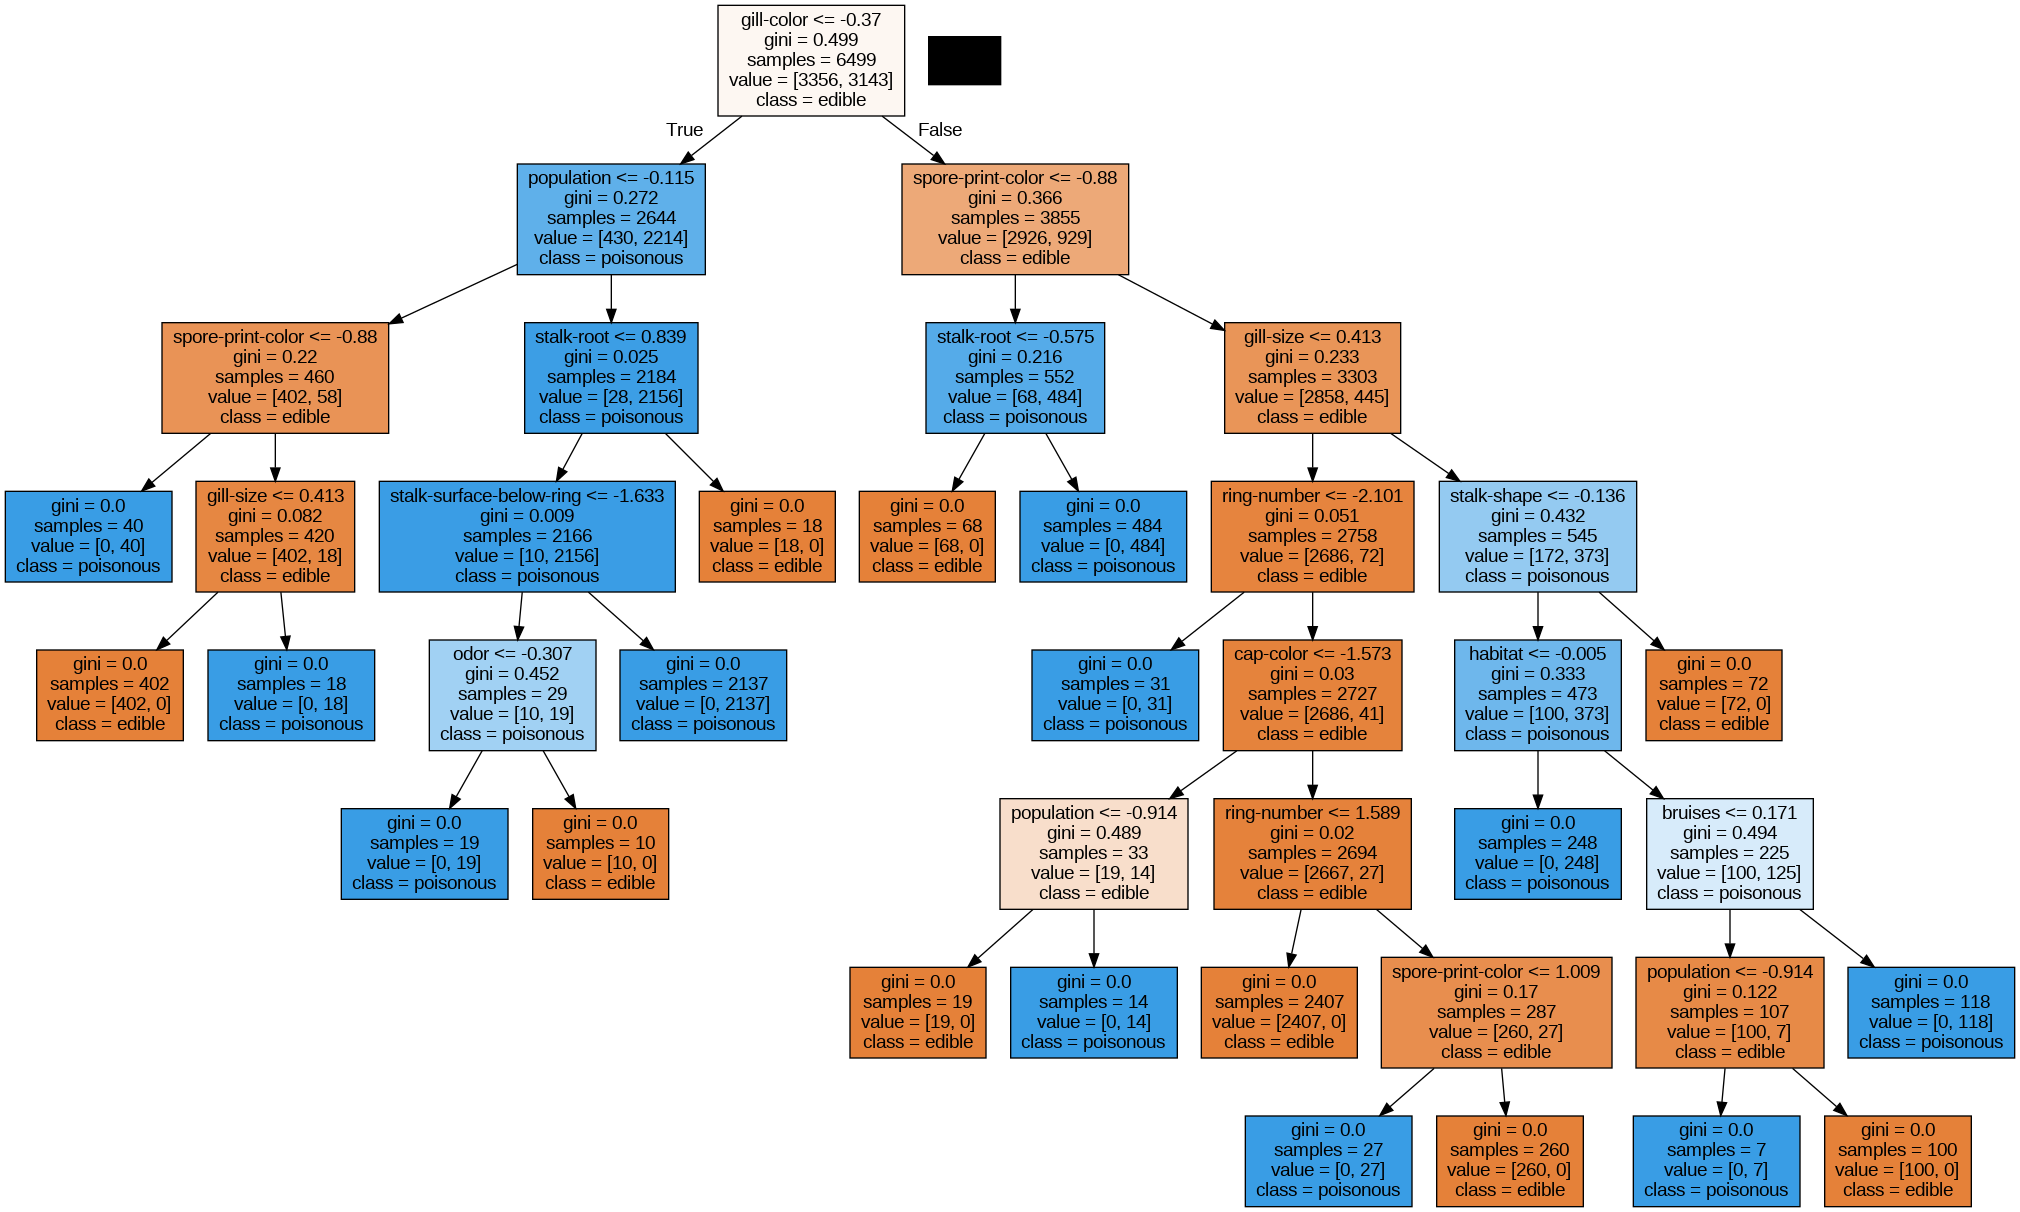 gill-color <= -0.37
gini = 0.499
samples = 6499
value = [3356, 3143]
class = edible
True
False
population <= -0.115
gini = 0.272
samples = 2644
value = [430, 2214]
class = poisonous
spore-print-color <= -0.88
gini = 0.366
samples = 3855
value = [2926, 929]
class = edible
spore-print-color <= -0.88
gini = 0.22
samples = 460
value = [402, 58]
class = edible
stalk-root <= 0.839
gini = 0.025
samples = 2184
value = [28, 2156]
class = poisonous
stalk-root <= -0.575
gini = 0.216
samples = 552
value = [68, 484]
class = poisonous
gill-size <= 0.413
gini = 0.233
samples = 3303
value = [2858, 445]
class = edible
gini = 0.0
samples = 40
value = [0, 40]
class = poisonous
gill-size <= 0.413
gini = 0.082
samples = 420
value = [402, 18]
class = edible
stalk-surface-below-ring <= -1.633
gini = 0.009
samples = 2166
value = [10, 2156]
class = poisonous
gini = 0.0
samples = 18
value = [18, 0]
class = edible
gini = 0.0
samples = 68
value = [68, 0]
class = edible
gini = 0.0
samples = 484
value = [0, 484]
class = poisonous
ring-number <= -2.101
gini = 0.051
samples = 2758
value = [2686, 72]
class = edible
stalk-shape <= -0.136
gini = 0.432
samples = 545
value = [172, 373]
class = poisonous
gini = 0.0
samples = 402
value = [402, 0]
class = edible
gini = 0.0
samples = 18
value = [0, 18]
class = poisonous
odor <= -0.307
gini = 0.452
samples = 29
value = [10, 19]
class = poisonous
gini = 0.0
samples = 2137
value = [0, 2137]
class = poisonous
gini = 0.0
samples = 31
value = [0, 31]
class = poisonous
cap-color <= -1.573
gini = 0.03
samples = 2727
value = [2686, 41]
class = edible
habitat <= -0.005
gini = 0.333
samples = 473
value = [100, 373]
class = poisonous
gini = 0.0
samples = 72
value = [72, 0]
class = edible
gini = 0.0
samples = 19
value = [0, 19]
class = poisonous
gini = 0.0
samples = 10
value = [10, 0]
class = edible
population <= -0.914
gini = 0.489
samples = 33
value = [19, 14]
class = edible
ring-number <= 1.589
gini = 0.02
samples = 2694
value = [2667, 27]
class = edible
gini = 0.0
samples = 248
value = [0, 248]
class = poisonous
bruises <= 0.171
gini = 0.494
samples = 225
value = [100, 125]
class = poisonous
gini = 0.0
samples = 19
value = [19, 0]
class = edible
gini = 0.0
samples = 14
value = [0, 14]
class = poisonous
gini = 0.0
samples = 2407
value = [2407, 0]
class = edible
spore-print-color <= 1.009
gini = 0.17
samples = 287
value = [260, 27]
class = edible
population <= -0.914
gini = 0.122
samples = 107
value = [100, 7]
class = edible
gini = 0.0
samples = 118
value = [0, 118]
class = poisonous
gini = 0.0
samples = 27
value = [0, 27]
class = poisonous
gini = 0.0
samples = 260
value = [260, 0]
class = edible
gini = 0.0
samples = 7
value = [0, 7]
class = poisonous
gini = 0.0
samples = 100
value = [100, 0]
class = edible